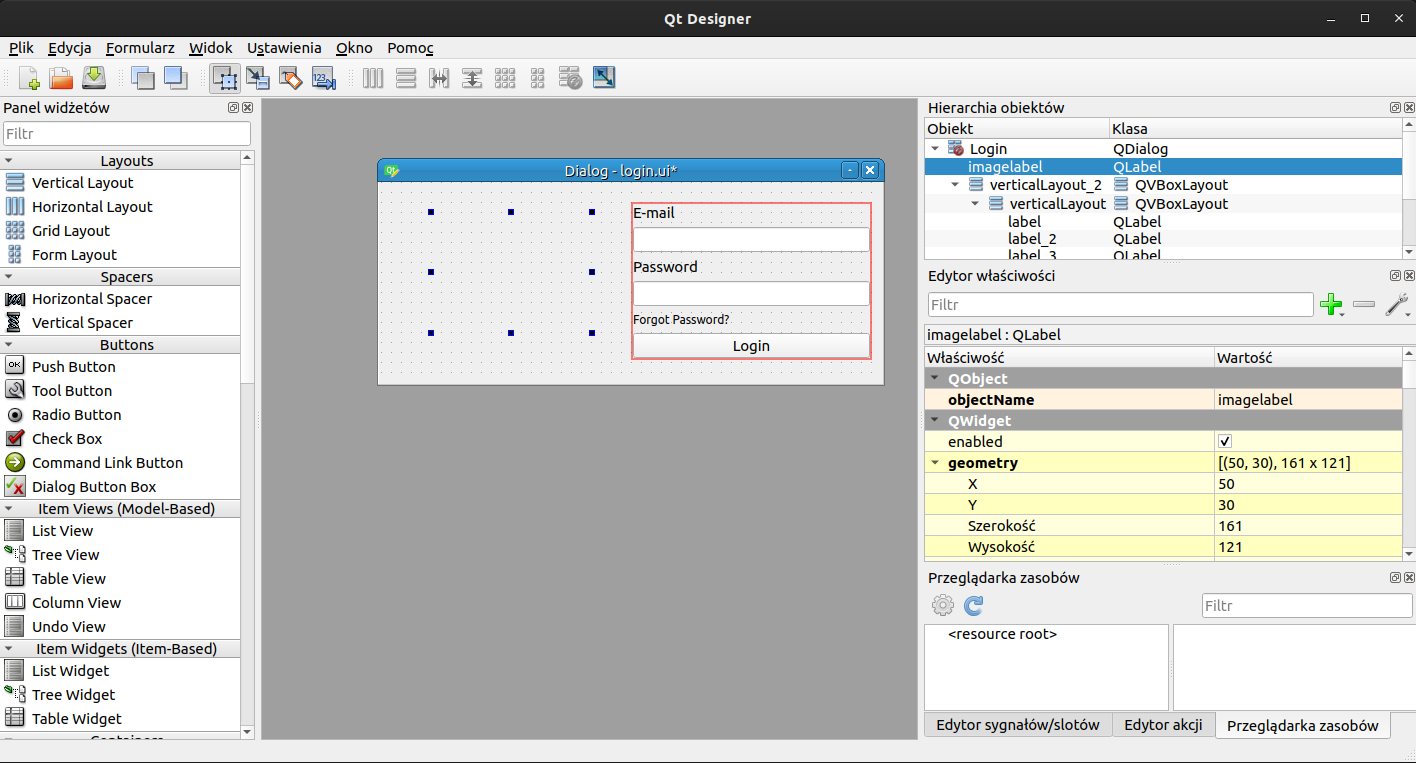 Qt Designer
Plik Edycja Formularz Widok Ustawienia Okno Pomoc
123
Panel widżetów
Filtr
Layouts
Vertical Layout
Horizontal Layout
Grid Layout
Form Layout
Spacers
Horizontal Spacer
Vertical Spacer
Buttons
OK Push Button
Tool Button
Radio Button
Check Box
Command Link Button
Dialog Button Box
Item Views (Model-Based)
List View
Tree View
Table View
Column View
Undo View
Item Widgets (Item-Based)
List Widget
Tree Widget
Table Widget
Containers
Qt Dialog - login.ui*
E-mail
Password
Forgot Password?
Login
Hierarchia obiektów
Obiekt Klasa
Login QDialog
imagelabel QLabel
verticalLayout_2 QVBoxLayout
verticalLayout QVBoxLayout
label QLabel
label_2 QLabel
label_3 QLabel
Edytor właściwości
Filtr
imagelabel : QLabel
Właściwość Wartość
QObject
objectName imagelabel
QWidget
enabled
geometry [(50, 30), 161 x 121]
X 50
Y 30
Szerokość 161
Wysokość 121
Przeglądarka zasobów
Filtr
<resource root>
Edytor sygnałów/slotów Edytor akcji Przeglądarka zasobów